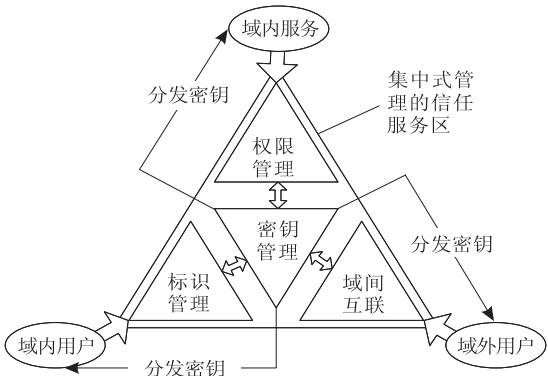 域内服务
分发密钥
集中式管
理的信任
服务区
权限
管理
密钥
管理
分发密钥
标识
管理
域间
互联
域内用户
域外用户
分发密钥